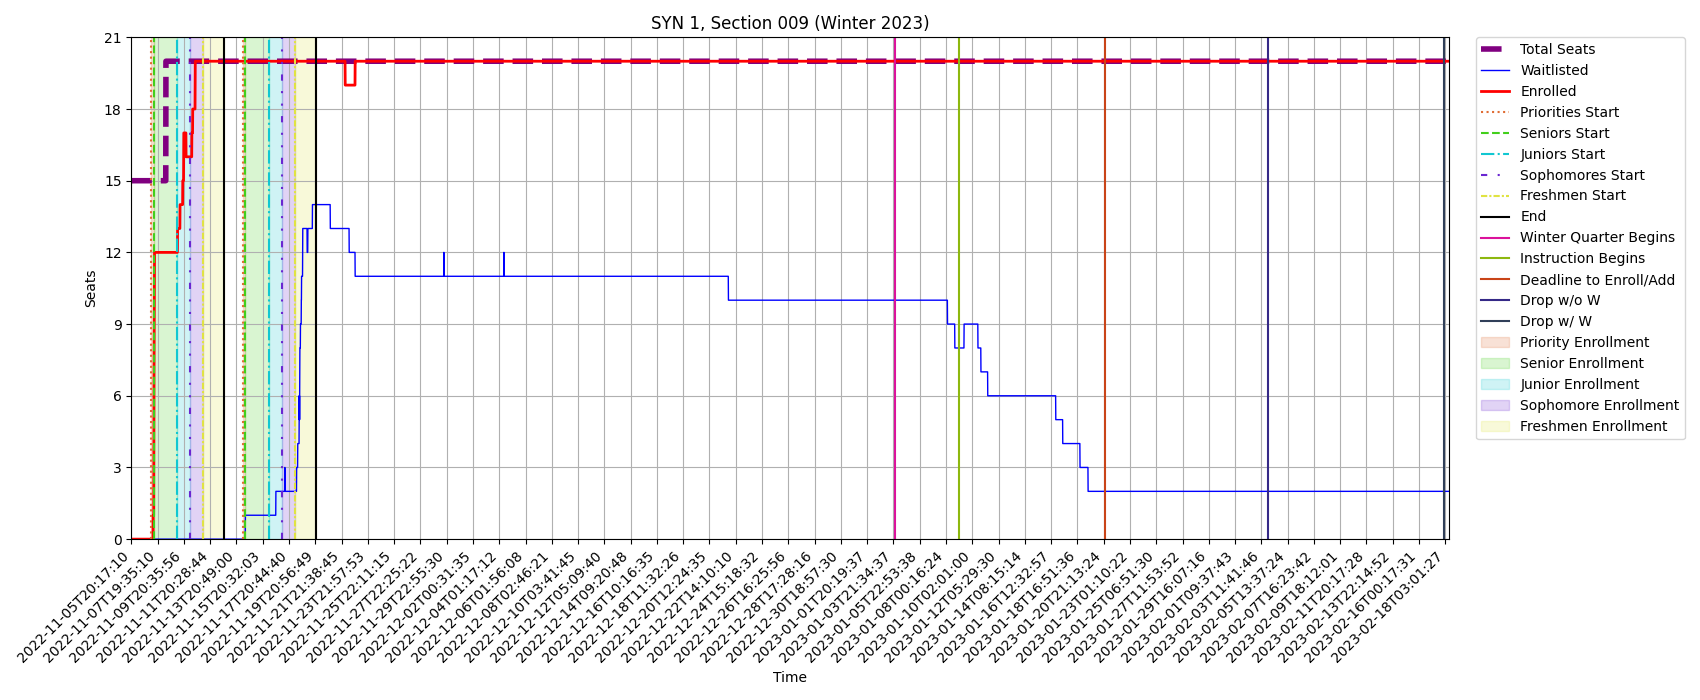 SYN 1, Section 009 (Winter 2023)
Seats
21
18
15
12
9
6
3
0
2022-11-05T20:17:10
2022-11-07T19:35:10
2022-11-09T20:35:56
2022-11-11T20:28:44
2022-11-13T20:49:00
2022-11-15T20:32:03
2022-11-17T20:44:40
2022-11-19T20:56:49
2022-11-21T21:38:45
2022-11-23T21:57:53
2022-11-25T22:11:15
2022-11-27T22:25:22
2022-11-29T22:55:30
2022-12-02T00:31:35
2022-12-04T01:17:12
2022-12-06T01:56:08
2022-12-08T02:46:21
2022-12-10T03:41:45
2022-12-12T05:09:40
2022-12-14T09:20:48
2022-12-16T10:16:35
2022-12-18T11:32:26
2022-12-20T12:24:35
2022-12-22T14:10:10
2022-12-24T15:18:32
2022-12-26T16:25:56
2022-12-28T17:28:16
2022-12-30T18:57:30
2023-01-01T20:19:37
2023-01-03T21:34:37
2023-01-05T22:53:38
2023-01-08T00:16:24
2023-01-10T02:01:00
2023-01-12T05:29:30
2023-01-14T08:15:14
2023-01-16T12:32:57
2023-01-18T16:51:36
2023-01-20T21:13:24
2023-01-23T01:10:22
2023-01-25T06:51:30
2023-01-27T11:53:52
2023-01-29T16:07:16
2023-02-01T09:37:43
2023-02-03T11:41:46
2023-02-05T13:37:24
2023-02-07T16:23:42
2023-02-09T18:12:01
2023-02-11T20:17:28
2023-02-13T22:14:52
2023-02-16T00:17:31
2023-02-18T03:01:27
Time
Total Seats
Waitlisted
Enrolled
Priorities Start
Seniors Start
Juniors Start
Sophomores Start
Freshmen Start
End
Winter Quarter Begins
Instruction Begins
Deadline to Enroll/Add
Drop w/o W
Drop w/ W
Priority Enrollment
Senior Enrollment
Junior Enrollment
Sophomore Enrollment
Freshmen Enrollment